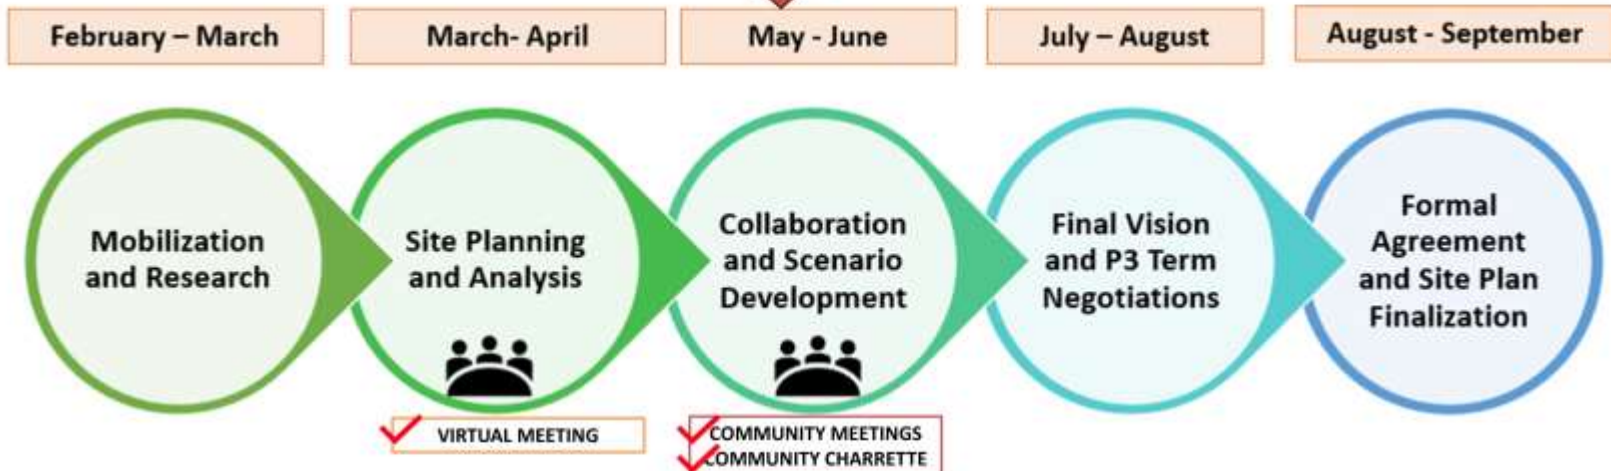 February – March
March- April
May - June
July – August
August - September
Mobilization
and Research
Site Planning
and Analysis
Collaboration
and Scenario
Development
Final Vision
and P3 Term
Negotiations
Formal
Agreement
and Site Plan
Finalization
VIRTUAL MEETING
COMMUNITY MEETINGS
COMMUNITY CHARRETTE